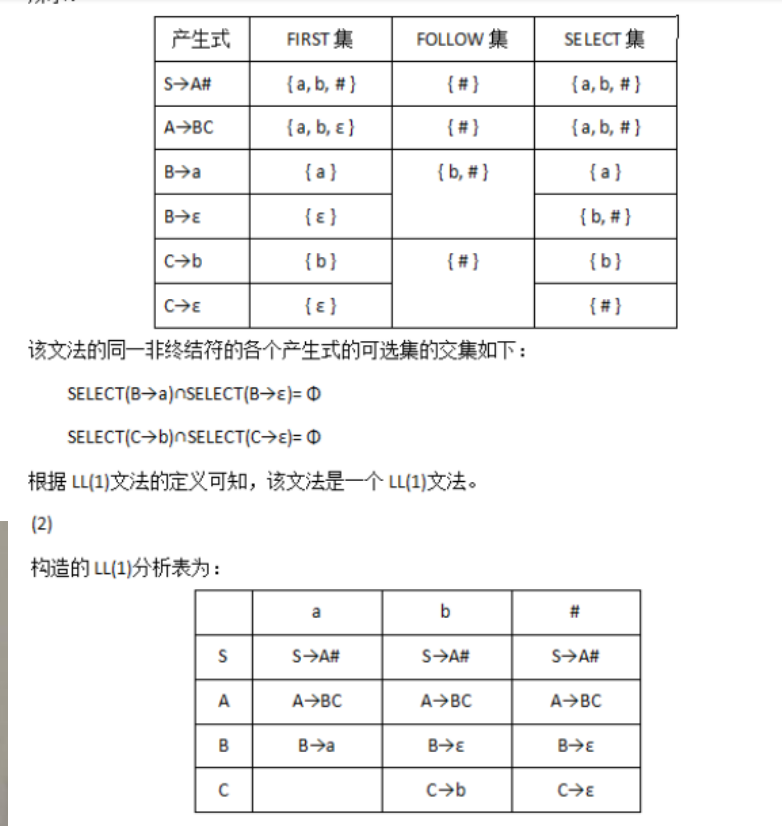 产生式 FIRST 集 FOLLOW 集 SELECT 集
S→A# {a, b, #} {#} {a, b, #}
A→BC {a, b, ε} {#} {a, b, #}
B→a {a} {b, #} {a}
B→ε {ε} {b, #}
C→b {b} {#} {b}
C→ε {ε} {#}
该文法的同一非终结符的各个产生式的可选集的交集如下：
SELECT(B→a)∩SELECT(B→ε)= Φ
SELECT(C→b)∩SELECT(C→ε)= Φ
根据 LL(1)文法的定义可知，该文法是一个 LL(1)文法。
(2)
构造的 LL(1)分析表为：
a b #
S S→A# S→A# S→A#
A A→BC A→BC A→BC
B B→a B→ε B→ε
C C→b C→ε